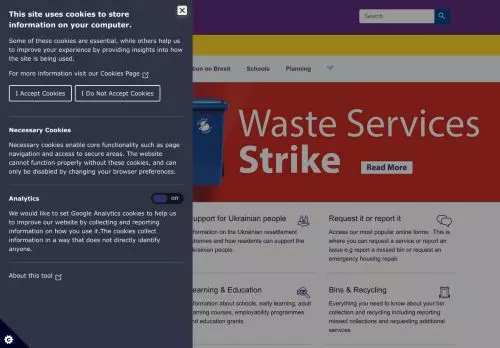 This site uses cookies to store
information on your computer.
Some of these cookies are essential, while others help us
to improve your experience by providing insights into how
the site is being used.
For more information visit our Cookies Page
I Accept Cookies
I Do Not Accept Cookies
Necessary Cookies
Necessary cookies enable core functionality such as page
navigation and access to secure areas. The website
cannot function properly without these cookies, and can
only be disabled by changing your browser preferences.
Analytics
Off
We would like to set Google Analytics cookies to help us
to improve our website by collecting and reporting
information on how you use it.The cookies collect
information in a way that does not directly identify
anyone.
About this tool
Search
on Brexit
Schools
Planning
Waste Services
Strike
Read More
upport for Ukrainian people
formation on the Ukrainian resettlement
chemes and how residents can support the
krainian people.
Request it or report it
Access our most popular online forms: This is
where you can request a service or report an
issue e.g report a missed bin or request an
emergency housing repair.
earning & Education
formation about schools, early learning, adult
arning courses, employability programmes
nd education grants.
Bins & Recycling
Everything you need to know about your bin
collection and recycling including reporting
missed collections and requesting additional
services